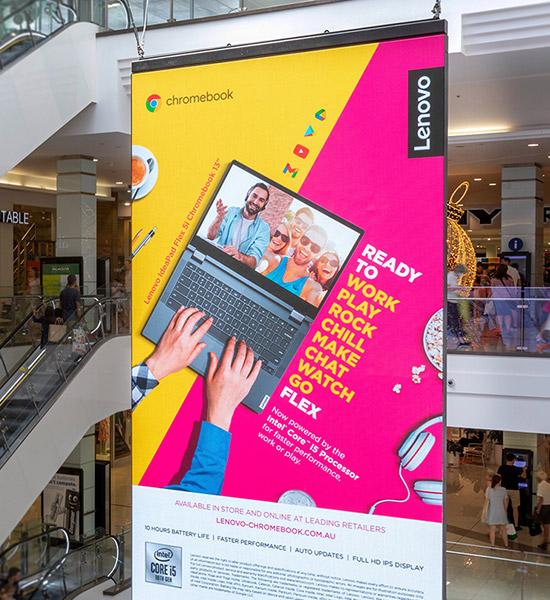 chromebook
Lenovo
Lenovo IdeaPad Flex 5i Chromebook 13"
READY
TO
WORK
PLAY
ROCK
CHILL
MAKE
CHAT
WATCH
GO
FLEX
Now powered by the
Intel® Core™ i5 Processor
for faster performance,
work or play.
AVAILABLE IN STORE AND ONLINE AT LEADING RETAILERS
LENOVO-CHROMEBOOK.COM.AU
10 HOURS BATTERY LIFE | FASTER PERFORMANCE | AUTO UPDATES | FULL HD IPS DISPLAY
intel
CORE i5
10TH GEN
TABLE
NY